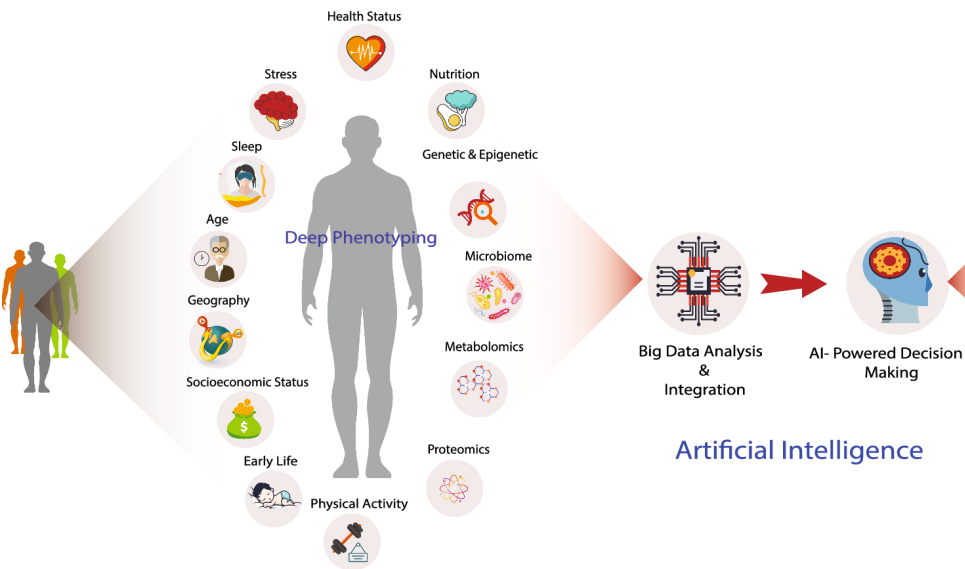 Health Status
Stress
Nutrition
Sleep
Genetic & Epigenetic
Age
Deep Phenotyping
Microbiome
Geography
Metabolomics
Socioeconomic Status
$
Early Life
Proteomics
Physical Activity
Big Data Analysis
&
Integration
AI- Powered Decision
Making
Artificial Intelligence